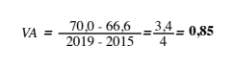 VA = 70,0 - 66,6 / 2019 - 2015 = 3,4 / 4 = 0,85